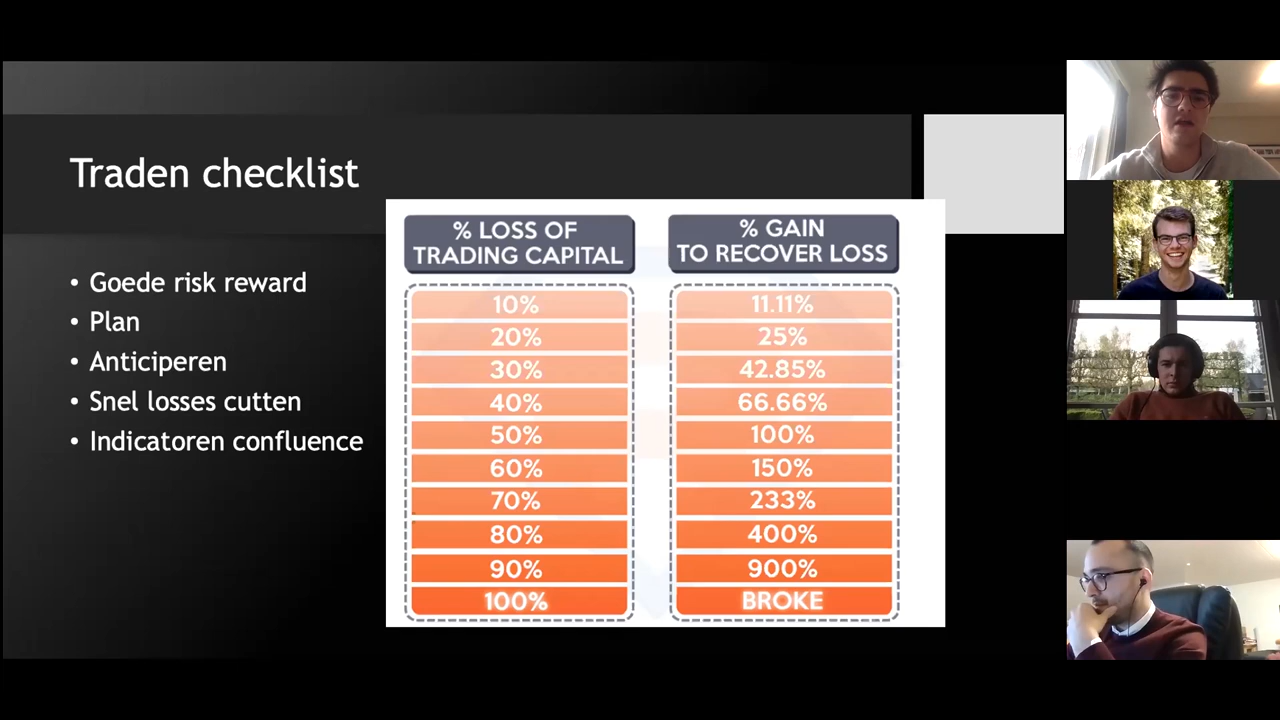 Traden checklist
• Goede risk reward
• Plan
• Anticiperen
• Snel losses cutten
• Indicatoren confluence
% LOSS OF
TRADING CAPITAL
% GAIN
TO RECOVER LOSS
10% 11.11%
20% 25%
30% 42.85%
40% 66.66%
50% 100%
60% 150%
70% 233%
80% 400%
90% 900%
100% BROKE